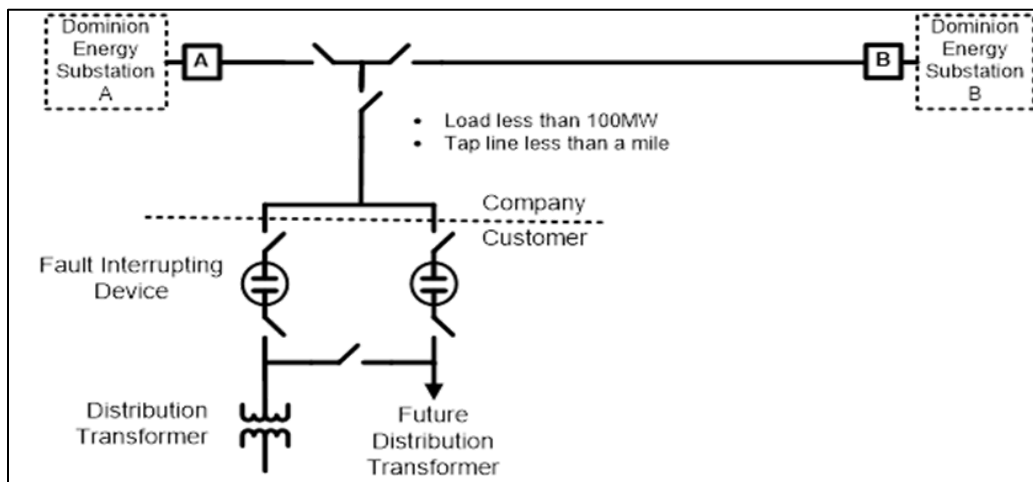 Dominion
Energy
Substation
A
A
B
Dominion
Energy
Substation
B
• Load less than 100MW
• Tap line less than a mile
Company
Customer
Fault Interrupting
Device
Distribution
Transformer
Future
Distribution
Transformer